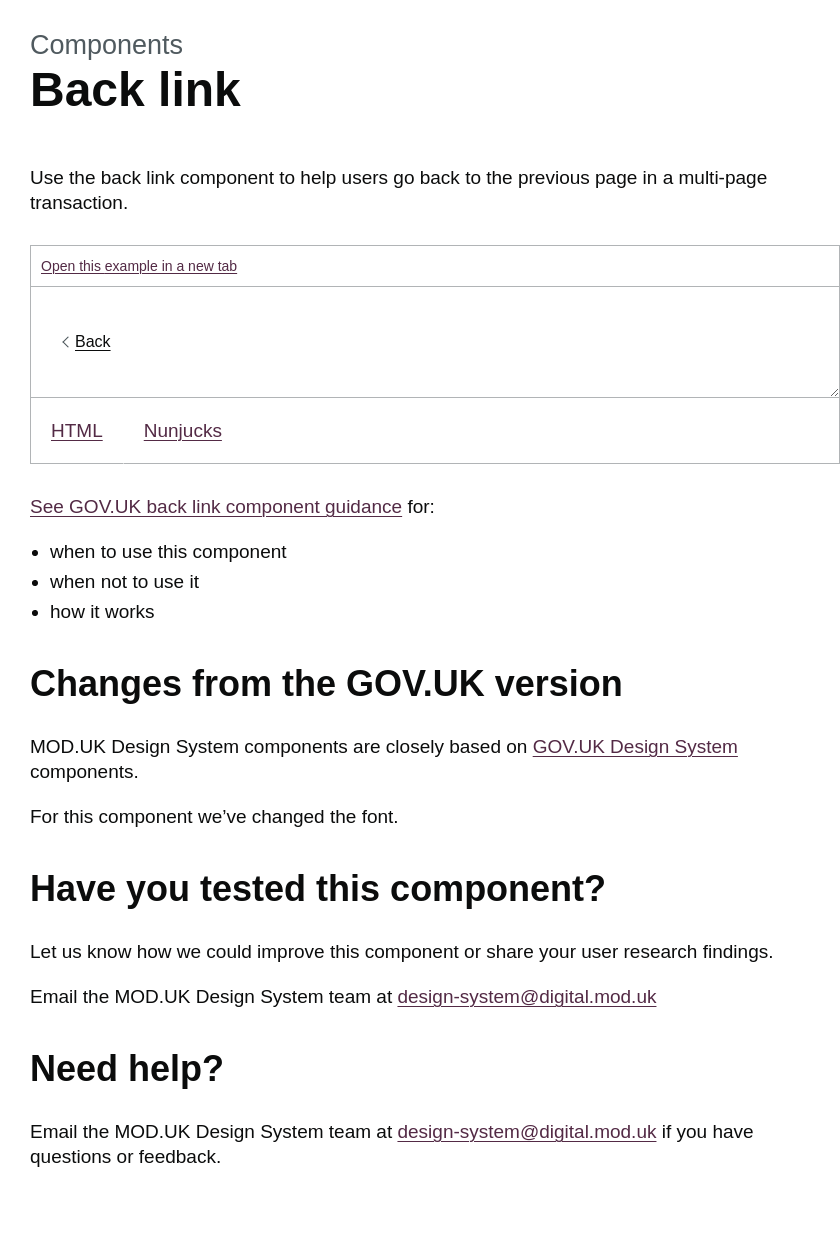 Components
Back link
Use the back link component to help users go back to the previous page in a multi-page
transaction.
Open this example in a new tab
Back
HTML Nunjucks
See GOV.UK back link component guidance for:
• when to use this component
• when not to use it
• how it works
Changes from the GOV.UK version
MOD.UK Design System components are closely based on GOV.UK Design System
components.
For this component we’ve changed the font.
Have you tested this component?
Let us know how we could improve this component or share your user research findings.
Email the MOD.UK Design System team at design-system@digital.mod.uk
Need help?
Email the MOD.UK Design System team at design-system@digital.mod.uk if you have
questions or feedback.